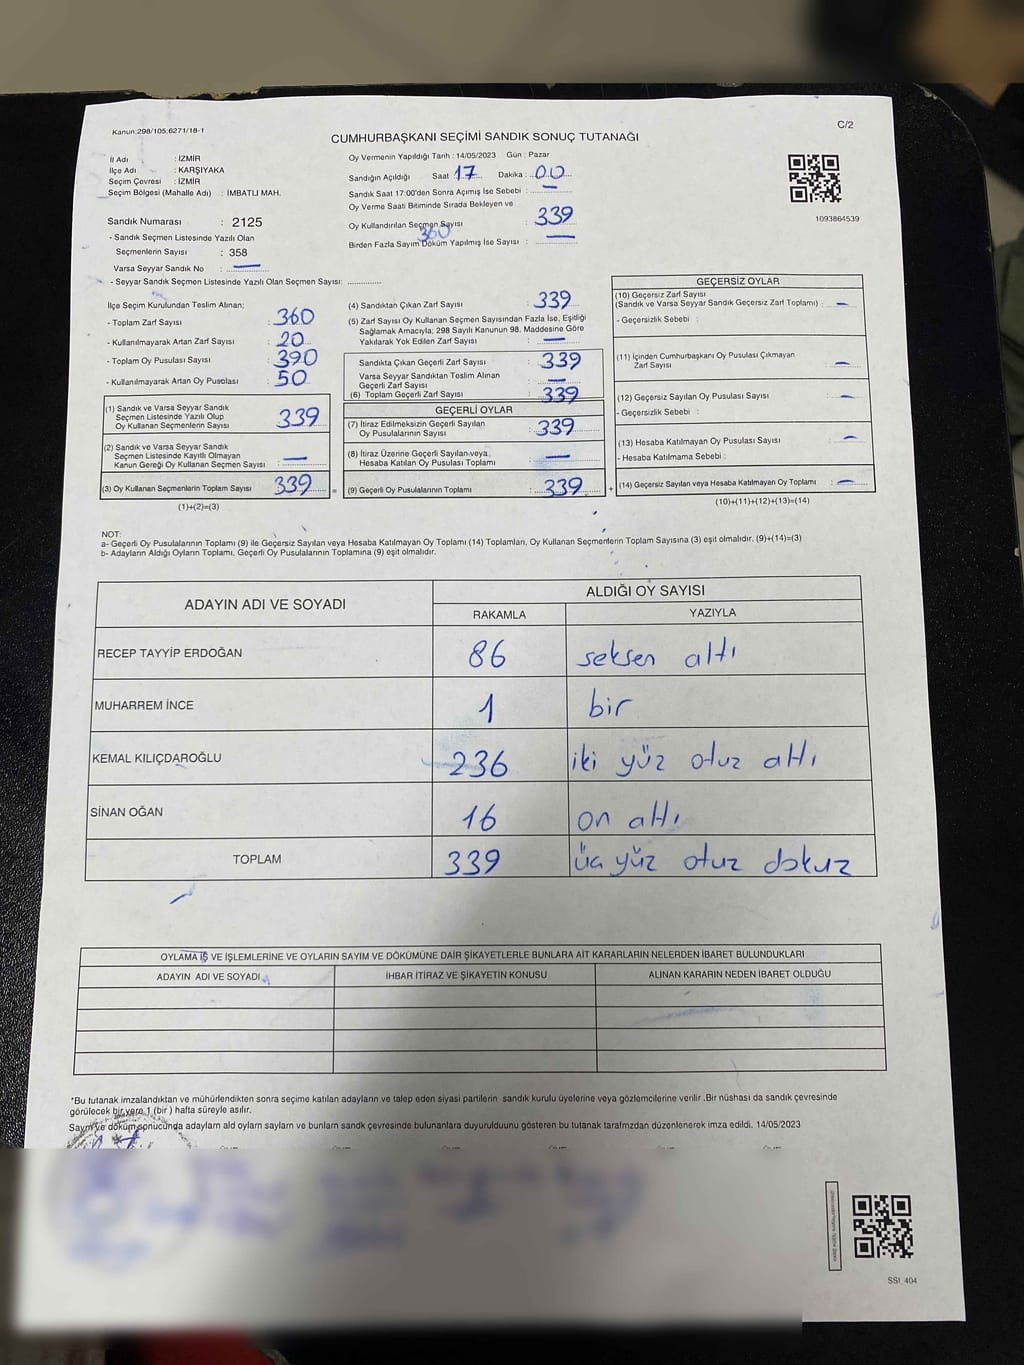 Kanun:298/105;6271/18-1
C/2
CUMHURBAŞKANI SEÇİMİ SANDIK SONUÇ TUTANAĞI
İl Adı : İZMİR
İlçe Adı : KARŞIYAKA
Seçim Çevresi : İZMİR
Seçim Bölgesi (Mahalle Adı) : İMBATLI MAH.
Sandık Numarası : 2125
- Sandık Seçmen Listesinde Yazılı Olan
Seçmenlerin Sayısı : 358
Varsa Seyyar Sandık No : —
- Seyyar Sandık Seçmen Listesinde Yazılı Olan Seçmen Sayısı: ..............
Oy Vermenin Yapıldığı Tarih : 14/05/2023 Gün : Pazar
Sandığın Açıldığı Saat 17 Dakika : 00
Sandık Saat 17:00'den Sonra Açımış İse Sebebi : —
Oy Verme Saati Bitiminde Sırada Bekleyen ve
Oy Kullandırılan Seçmen Sayısı : 339
360
Birden Fazla Sayım Döküm Yapılmış İse Sayısı : —
1093864539
İlçe Seçim Kurulundan Teslim Alınan;
- Toplam Zarf Sayısı : 360
- Kullanılmayarak Artan Zarf Sayısı : 20
- Toplam Oy Pusulası Sayısı : 390
- Kullanılmayarak Artan Oy Pusulası : 50
(1) Sandık ve Varsa Seyyar Sandık
Seçmen Listesinde Yazılı Olup
Oy Kullanan Seçmenlerin Sayısı : 339
(2) Sandık ve Varsa Seyyar Sandık
Seçmen Listesinde Kayıtlı Olmayan
Kanun Gereği Oy Kullanan Seçmen Sayısı : —
(3) Oy Kullanan Seçmenlerin Toplam Sayısı : 339 =
(1)+(2)=(3)
(4) Sandıktan Çıkan Zarf Sayısı : 339
(5) Zarf Sayısı Oy Kullanan Seçmen Sayısından Fazla İse, Eşitliği
Sağlamak Amacıyla; 298 Sayılı Kanunun 98. Maddesine Göre
Yakılarak Yok Edilen Zarf Sayısı : —
Sandıkta Çıkan Geçerli Zarf Sayısı : 339
Varsa Seyyar Sandıktan Teslim Alınan
Geçerli Zarf Sayısı : —
(6) Toplam Geçerli Zarf Sayısı : 339
GEÇERLİ OYLAR
(7) İtiraz Edilmeksizin Geçerli Sayılan
Oy Pusulalarının Sayısı : 339
(8) İtiraz Üzerine Geçerli Sayılan veya
Hesaba Katılan Oy Pusulası Toplamı : —
(9) Geçerli Oy Pusulalarının Toplamı : 339 +
GEÇERSİZ OYLAR
(10) Geçersiz Zarf Sayısı
(Sandık ve Varsa Seyyar Sandık Geçersiz Zarf Toplamı) : —
- Geçersizlik Sebebi :
(11) İçinden Cumhurbaşkanı Oy Pusulası Çıkmayan
Zarf Sayısı : —
(12) Geçersiz Sayılan Oy Pusulası Sayısı : —
- Geçersizlik Sebebi :
(13) Hesaba Katılmayan Oy Pusulası Sayısı : —
- Hesaba Katılmama Sebebi :
(14) Geçersiz Sayılan veya Hesaba Katılmayan Oy Toplamı : —
(10)+(11)+(12)+(13)=(14)
NOT:
a- Geçerli Oy Pusulalarının Toplamı (9) ile Geçersiz Sayılan veya Hesaba Katılmayan Oy Toplamı (14) Toplamları, Oy Kullanan Seçmenlerin Toplam Sayısına (3) eşit olmalıdır. (9)+(14)=(3)
b- Adayların Aldığı Oyların Toplamı, Geçerli Oy Pusulalarının Toplamına (9) eşit olmalıdır.
ADAYIN ADI VE SOYADI
ALDIĞI OY SAYISI
RAKAMLA YAZIYLA
RECEP TAYYİP ERDOĞAN 86 seksen altı
MUHARREM İNCE 1 bir
KEMAL KILIÇDAROĞLU 236 iki yüz otuz altı
SİNAN OĞAN 16 on altı
TOPLAM 339 üç yüz otuz dokuz
OYLAMA İŞ VE İŞLEMLERİNE VE OYLARIN SAYIM VE DÖKÜMÜNE DAİR ŞİKAYETLERLE BUNLARA AİT KARARLARIN NELERDEN İBARET BULUNDUKLARI
ADAYIN ADI VE SOYADI İHBAR İTİRAZ VE ŞİKAYETİN KONUSU ALINAN KARARIN NEDEN İBARET OLDUĞU
*Bu tutanak imzalandıktan ve mühürlendikten sonra seçime katılan adayların ve talep eden siyasi partilerin sandık kurulu üyelerine veya gözlemcilerine verilir .Bir nüshası da sandık çevresinde
görülecek bir yere 1 (bir ) hafta süreyle asılır.
Sayım ve döküm sonucunda adaylam ald oylam saylam ve bunlam sandk çevresinde bulunanlara duyurulduunu gösteren bu tutanak tarafmzdan düzenlenerek imza edildi. 14/05/2023
SSI_404